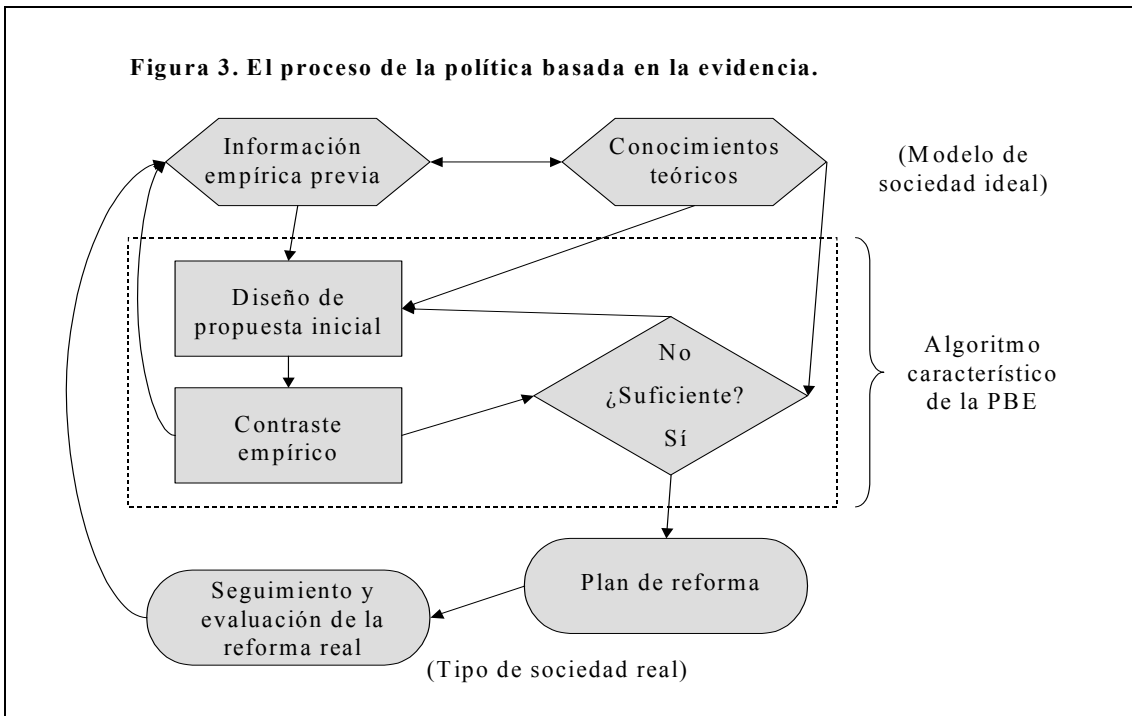 Figura 3. El proceso de la política basada en la evidencia.
Información
empírica previa
Conocimientos
teóricos
(Modelo de
sociedad ideal)
Diseño de
propuesta inicial
No
¿Suficiente?
Sí
Algoritmo
característico
de la PBE
Contraste
empírico
Plan de reforma
Seguimiento y
evaluación de la
reforma real
(Tipo de sociedad real)